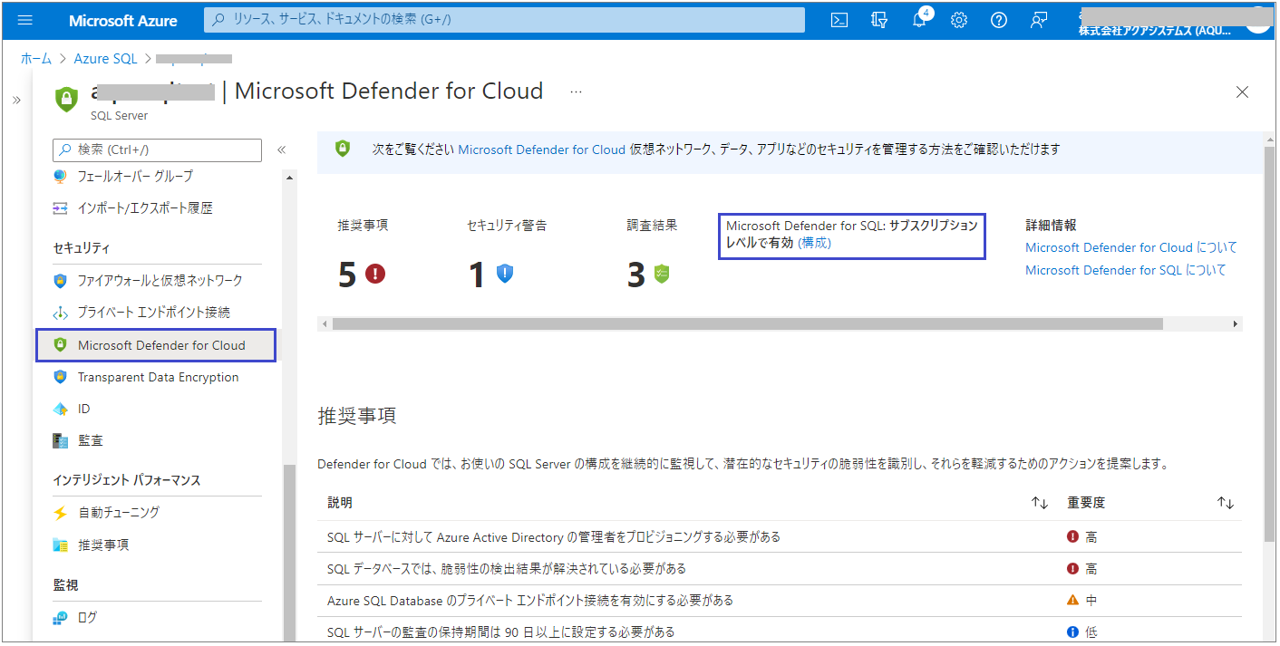 Microsoft Azure
リソース、サービス、ドキュメントの検索 (G+/)
4
株式会社アクアシステムズ (AQU...
ホーム > Azure SQL >
| Microsoft Defender for Cloud ...
SQL Server
検索 (Ctrl+/)
フェールオーバー グループ
インポート/エクスポート履歴
セキュリティ
ファイアウォールと仮想ネットワーク
プライベート エンドポイント接続
Microsoft Defender for Cloud
Transparent Data Encryption
ID
監査
インテリジェント パフォーマンス
自動チューニング
推奨事項
監視
ログ
次をご覧ください Microsoft Defender for Cloud 仮想ネットワーク、データ、アプリなどのセキュリティを管理する方法をご確認いただけます
推奨事項
5
セキュリティ警告
1
調査結果
3
Microsoft Defender for SQL: サブスクリプション
レベルで有効 (構成)
詳細情報
Microsoft Defender for Cloud について
Microsoft Defender for SQL について
推奨事項
Defender for Cloud では、お使いの SQL Server の構成を継続的に監視して、潜在的なセキュリティの脆弱性を識別し、それらを軽減するためのアクションを提案します。
説明 ↑↓ 重要度 ↑↓
SQL サーバーに対して Azure Active Directory の管理者をプロビジョニングする必要がある 高
SQL データベースでは、脆弱性の検出結果が解決されている必要がある 高
Azure SQL Database のプライベート エンドポイント接続を有効にする必要がある 中
SQL サーバーの監査の保持期間は 90 日以上に設定する必要がある 低